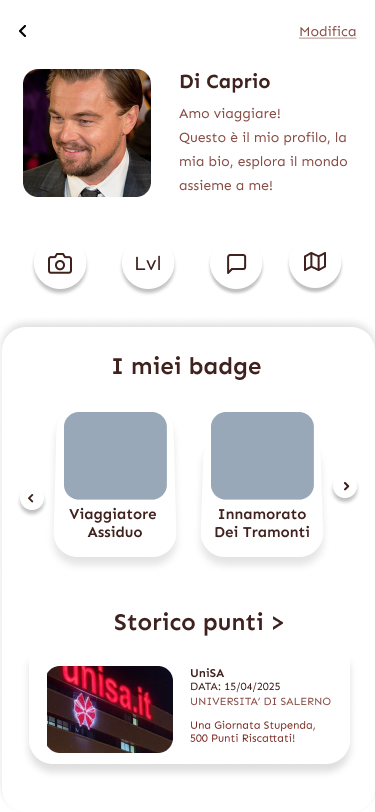 Modifica
Di Caprio
Amo viaggiare!
Questo è il mio profilo, la
mia bio, esplora il mondo
assieme a me!
Lvl
I miei badge
Viaggiatore
Assiduo
Innamorato
Dei Tramonti
Storico punti >
unisa.it
UniSA
DATA: 15/04/2025
UNIVERSITA’ DI SALERNO
Una Giornata Stupenda,
500 Punti Riscattati!